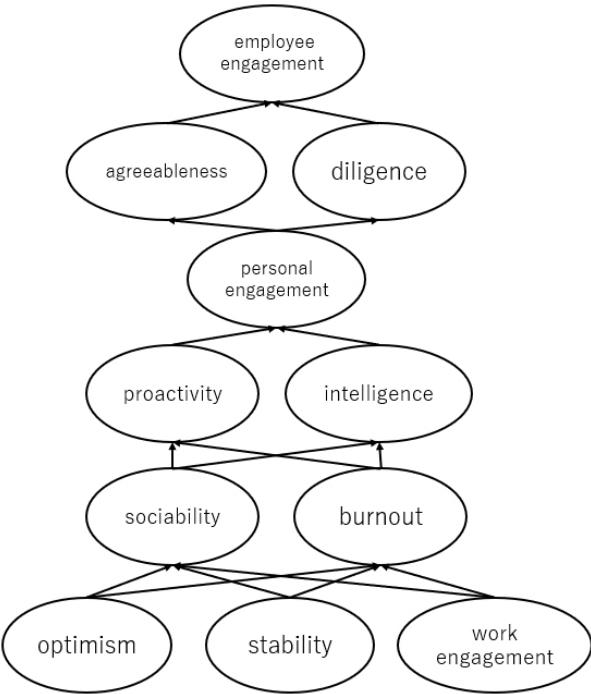 employee
engagement
agreeableness
diligence
personal
engagement
proactivity
intelligence
sociability
burnout
optimism
stability
work
engagement